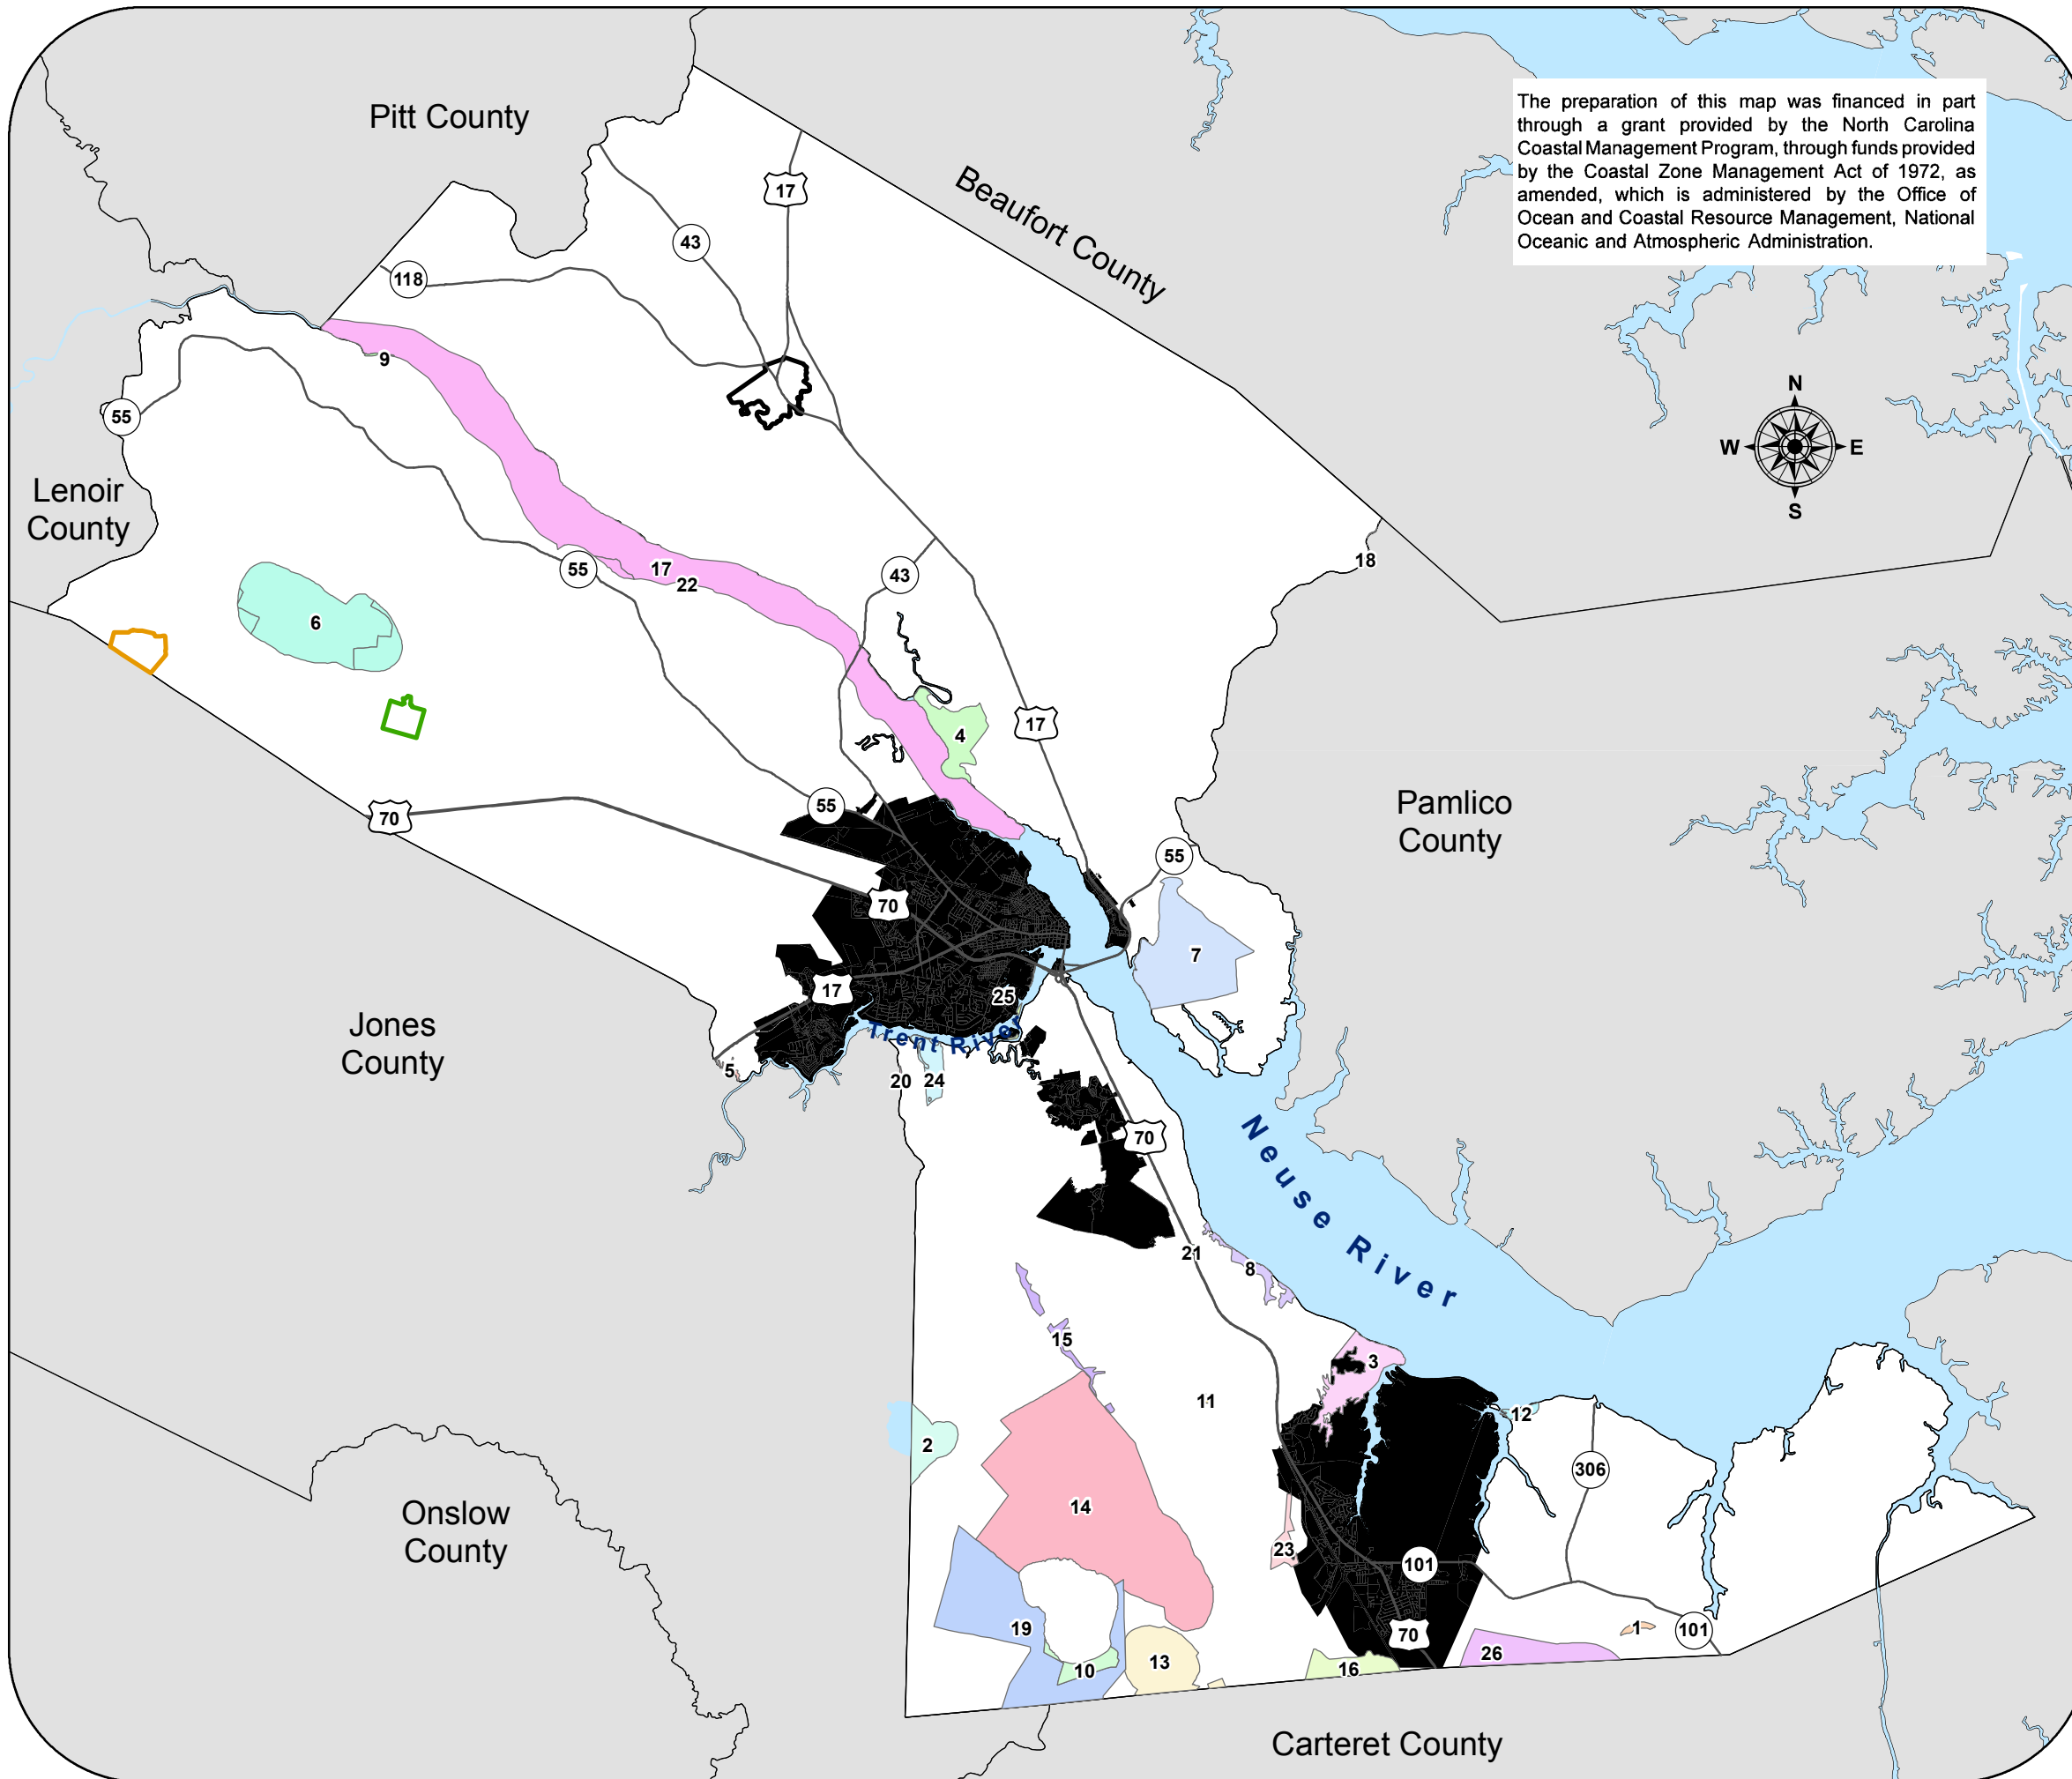 Pitt County
The preparation of this map was financed in part
through a grant provided by the North Carolina
Coastal Management Program, through funds provided
by the Coastal Zone Management Act of 1972, as
amended, which is administered by the Office of
Ocean and Coastal Resource Management, National
Oceanic and Atmospheric Administration.
17
Beaufort County
43
118
9
N
W
E
S
55
Lenoir
County
55
17
22
43
18
6
4
17
70
55
Pamlico
County
55
70
7
17
25
Trent River
Jones
County
5
20
24
70
Neuse River
21
8
15
3
11
12
2
306
14
Onslow
County
23
101
19
1
101
70
26
10
13
16
Carteret County